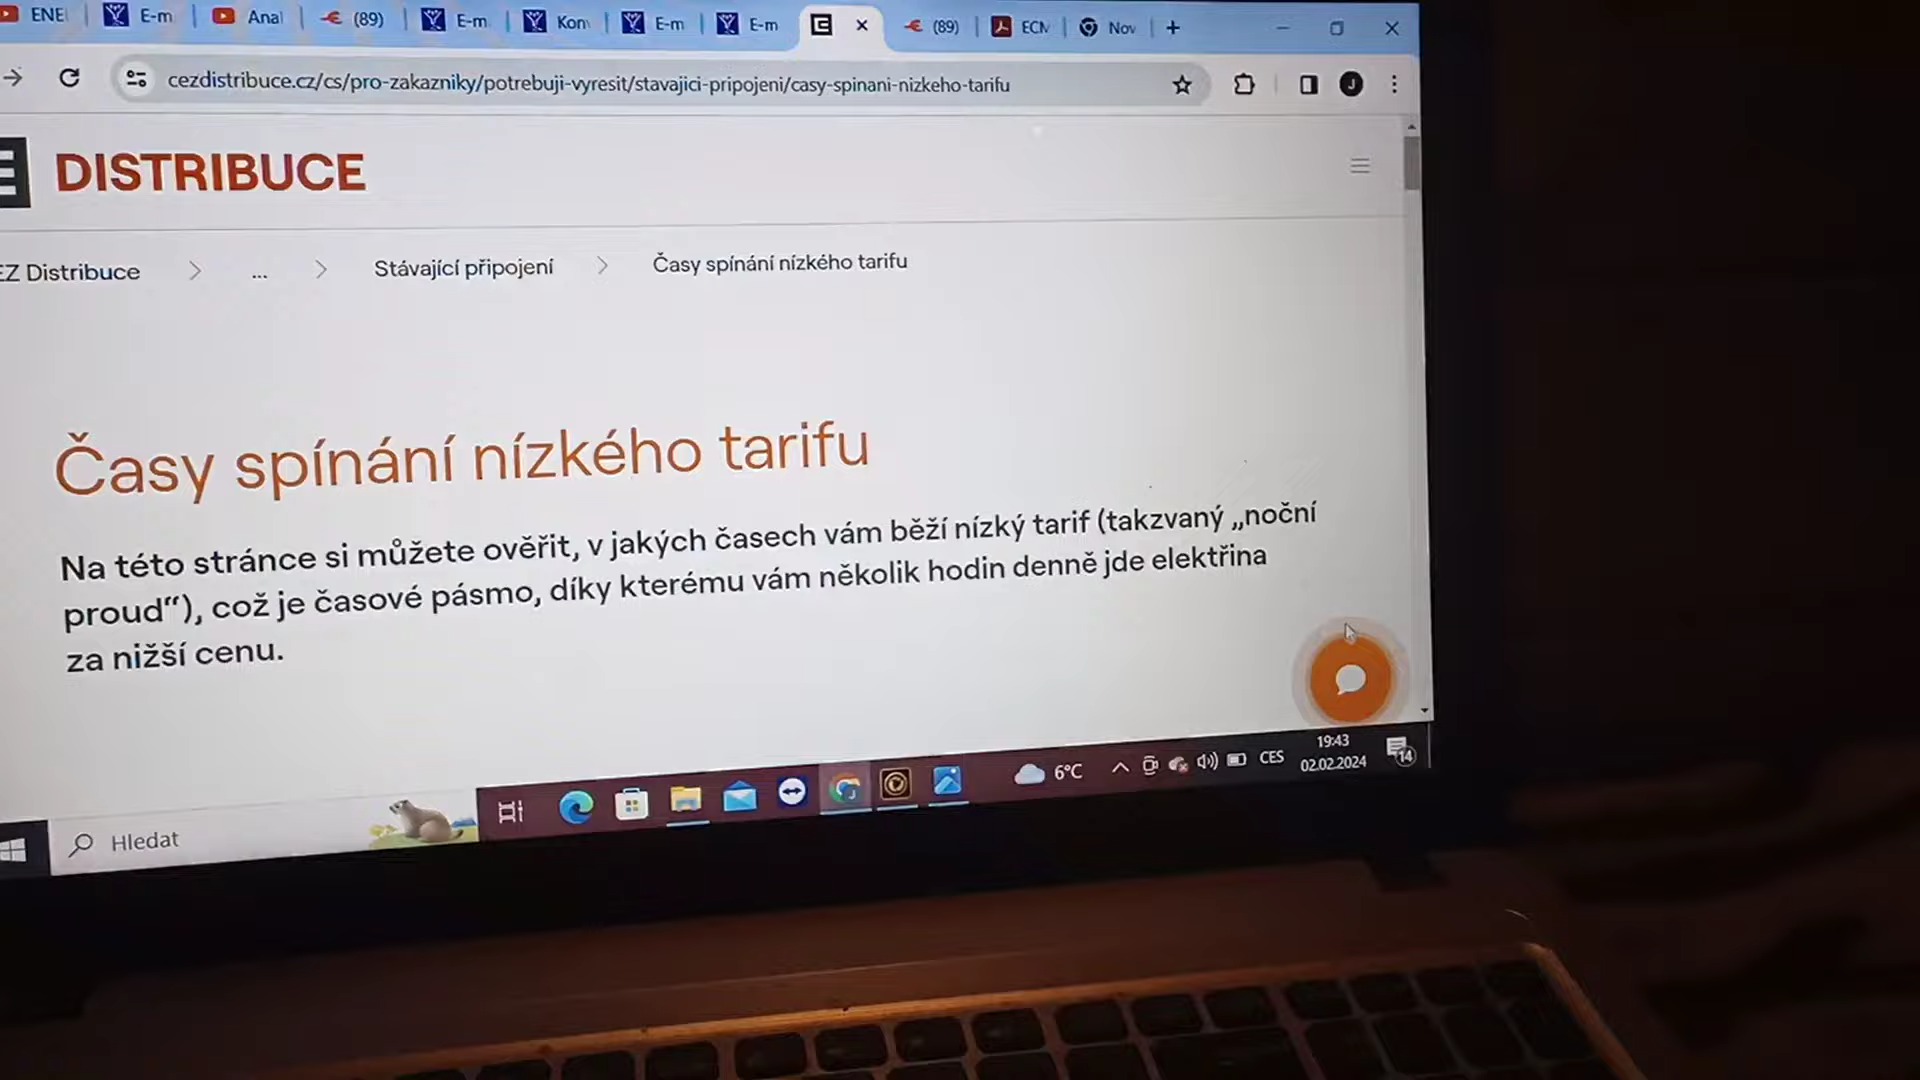 ENE
E-m
Anal
(89)
E-m
Kon
E-m
E-m
(89)
ECM
Nov
cezdistribuce.cz/cs/pro-zakazniky/potrebuji-vyresit/stavajici-pripojeni/casy-spinani-nizkeho-tarifu
J
DISTRIBUCE
EZ Distribuce
...
Stávající připojení
Časy spínání nízkého tarifu
Časy spínání nízkého tarifu
Na této stránce si můžete ověřit, v jakých časech vám běží nízký tarif (takzvaný „noční
proud“), což je časové pásmo, díky kterému vám několik hodin denně jde elektřina
za nižší cenu.
Hledat
6°C
CES
19:43
02.02.2024
14